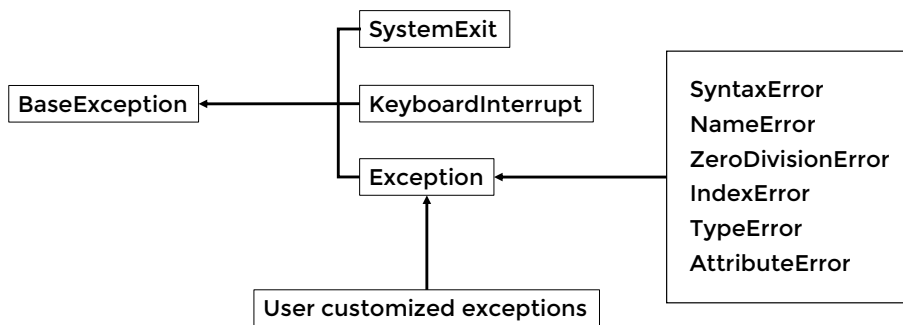 SystemExit
BaseException
KeyboardInterrupt
Exception
SyntaxError
NameError
ZeroDivisionError
IndexError
TypeError
AttributeError
User customized exceptions